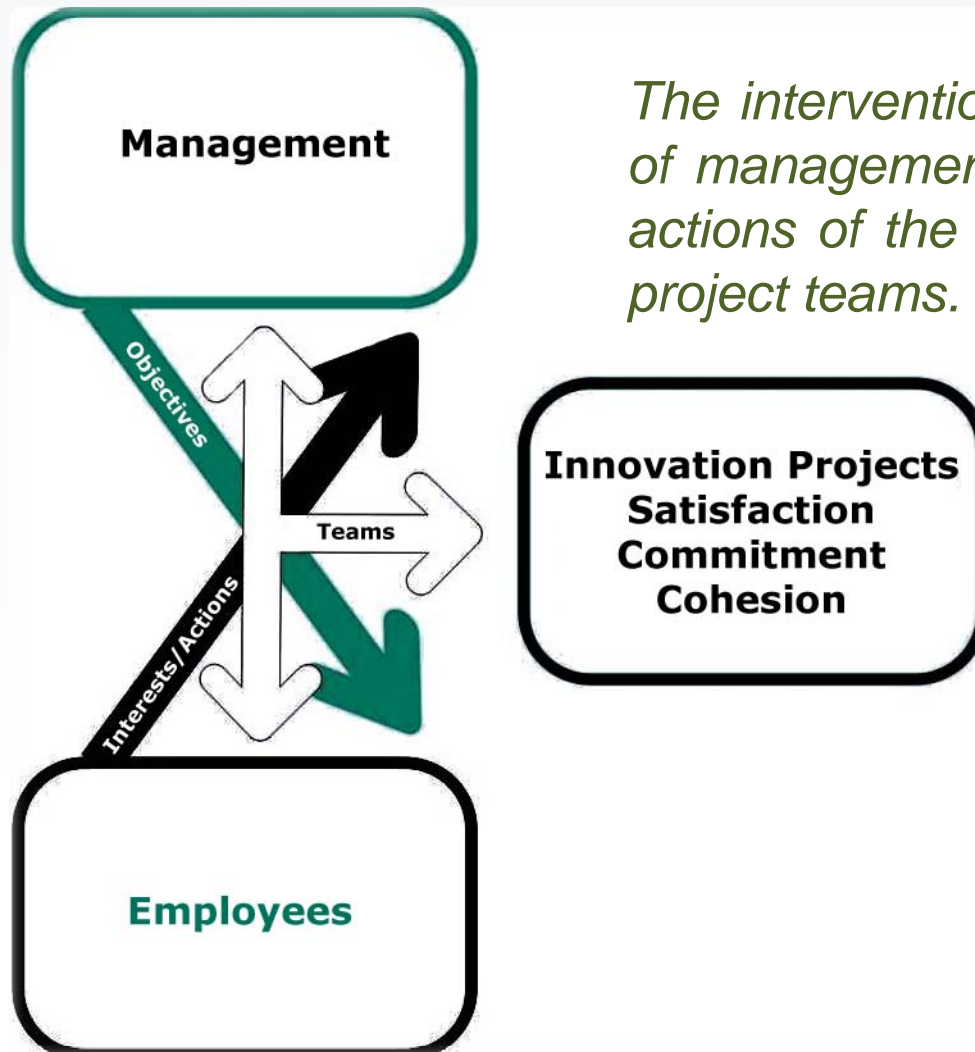 Management
The interventio
of managemen
actions of the
project teams.
Objectives
Teams
Interests/Actions
Innovation Projects
Satisfaction
Commitment
Cohesion
Employees